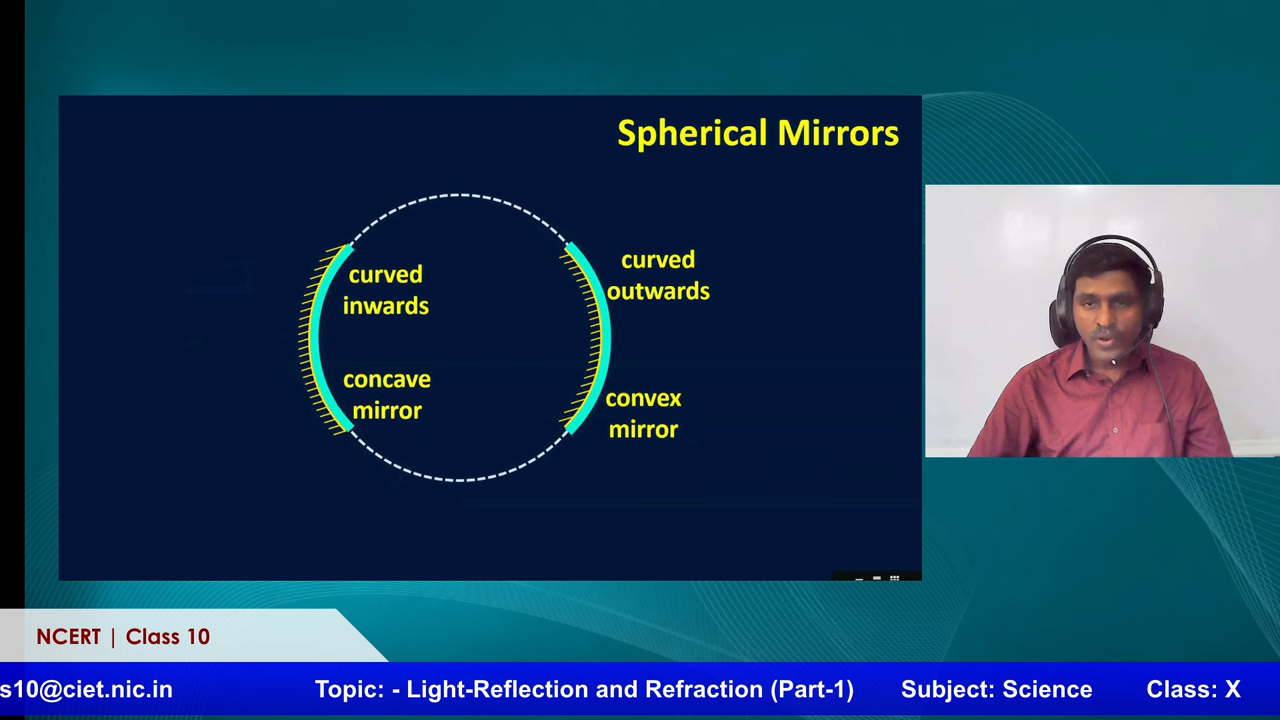 Spherical Mirrors
curved
inwards
curved
outwards
concave
mirror
convex
mirror
NCERT | Class 10
s10@ciet.nic.in Topic: - Light-Reflection and Refraction (Part-1) Subject: Science Class: X